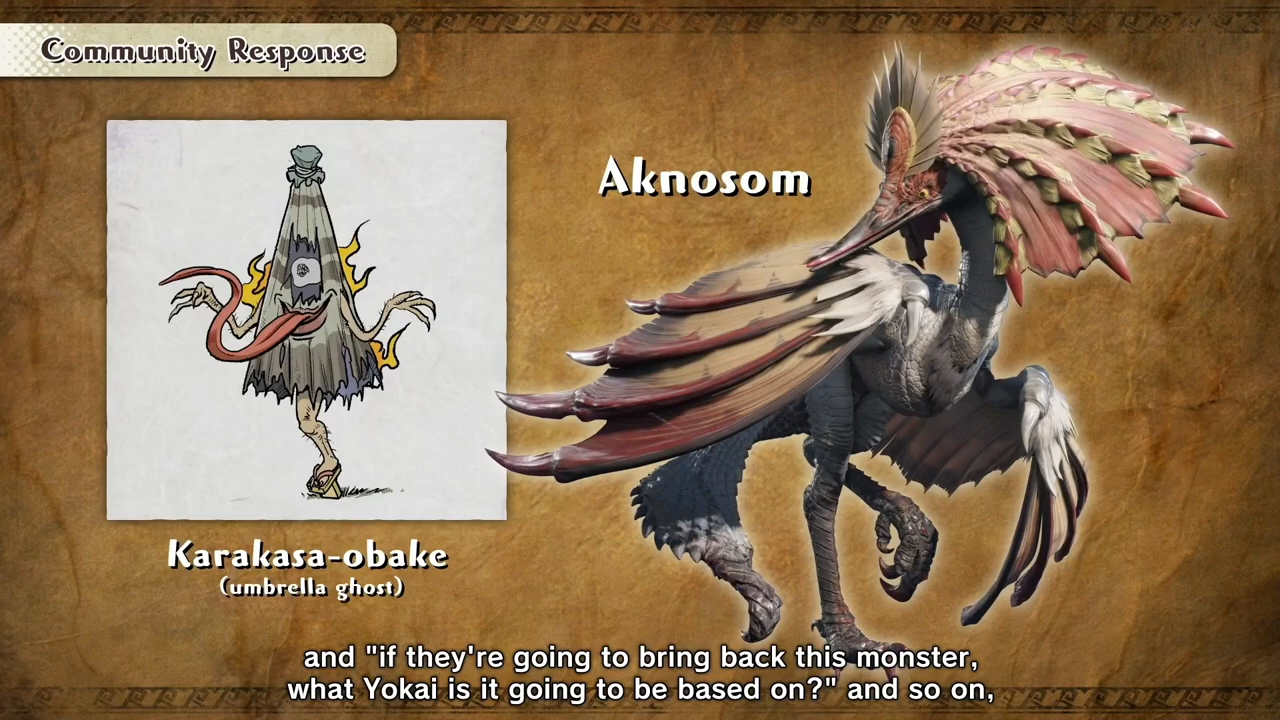 Community Response
Aknosom
Karakasa-obake
(umbrella ghost)
and "if they're going to bring back this monster,
what Yokai is it going to be based on?" and so on,